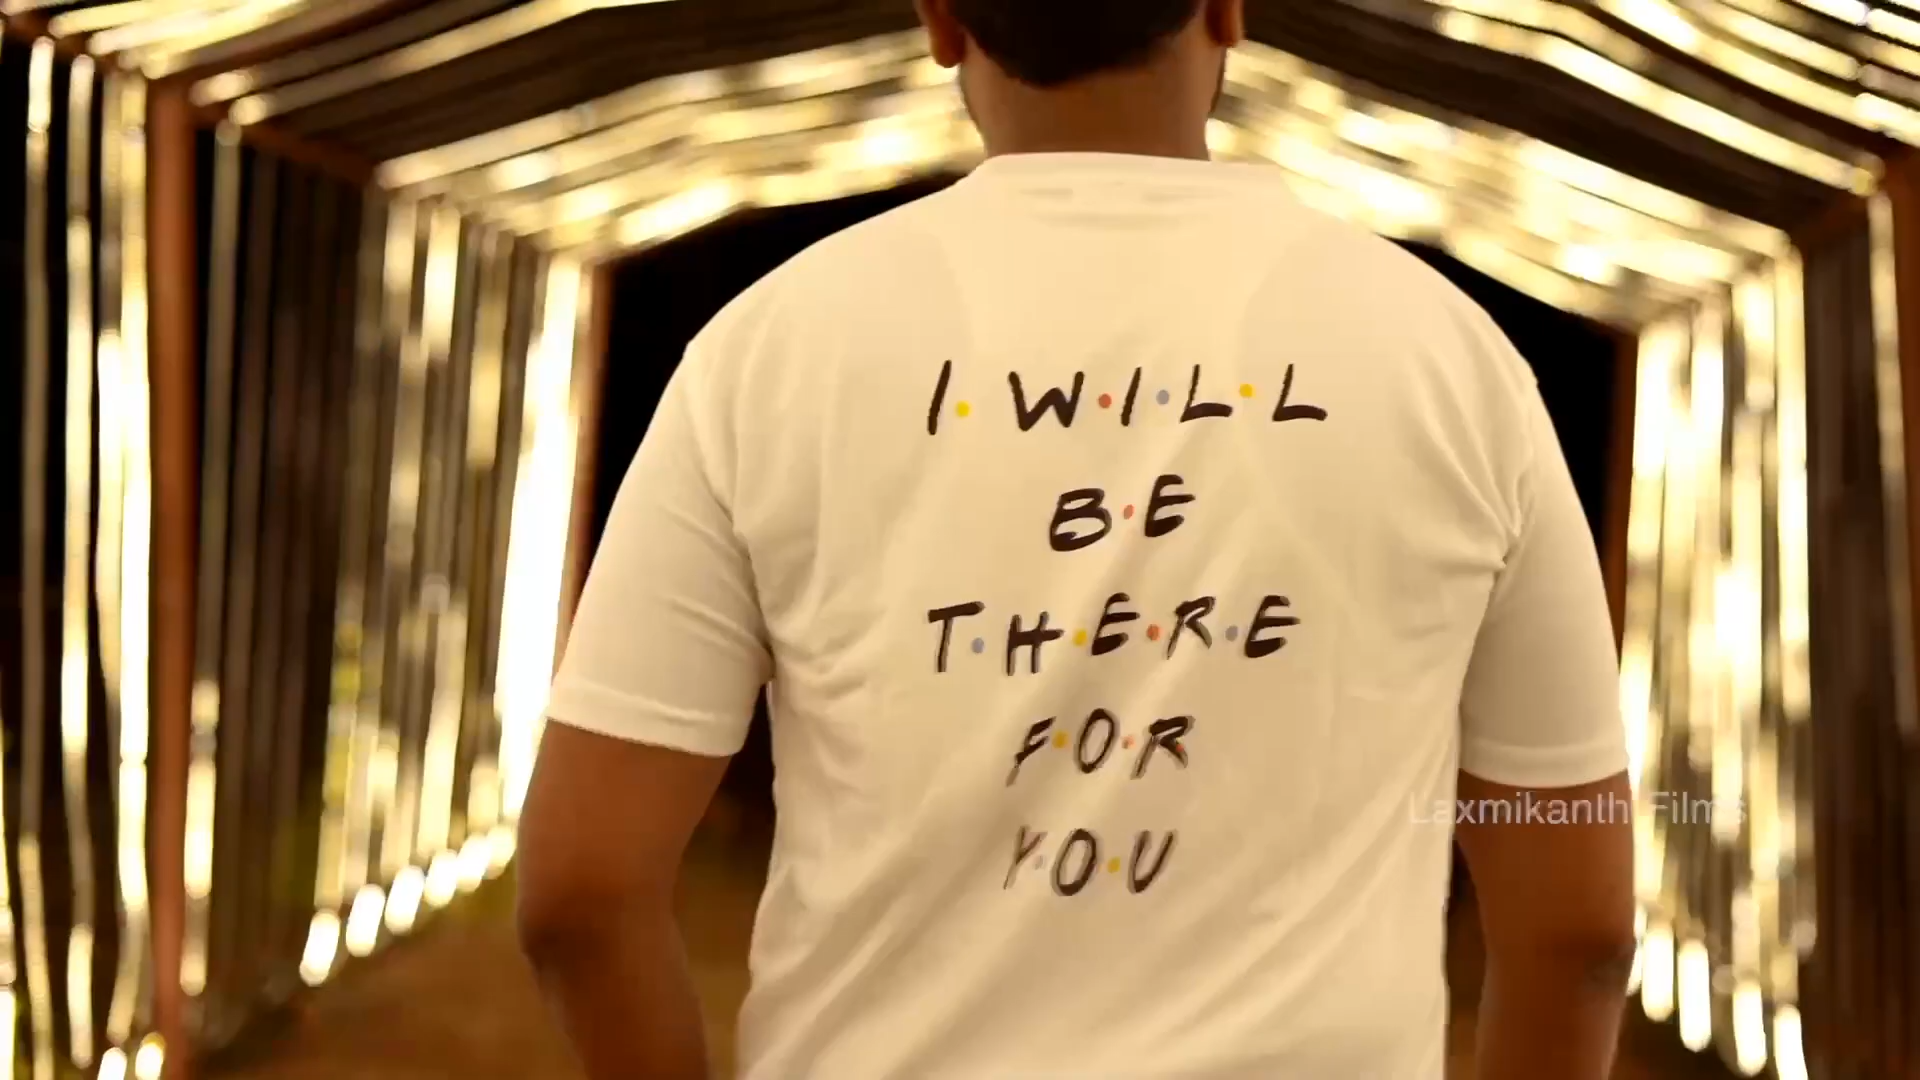 I· W·I·L·L
B·E
T·H·E·R·E
F·O·R
Y·O·U
Laxmikanth Films